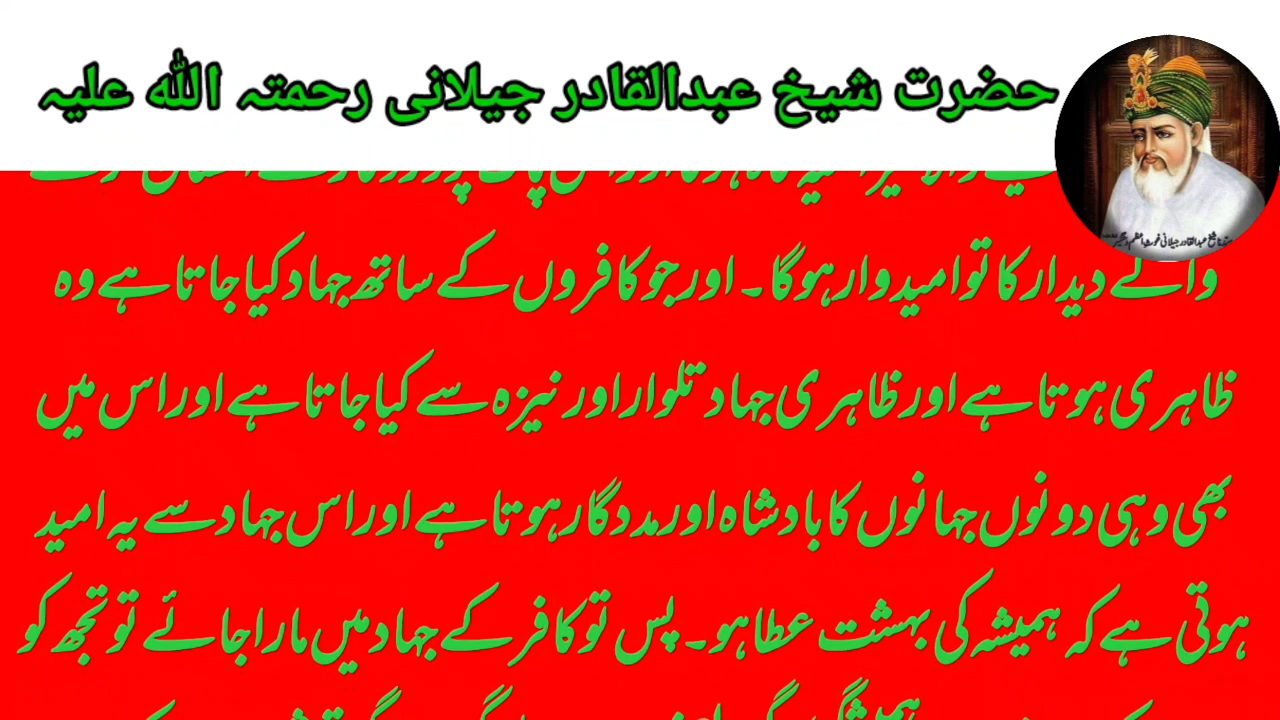 حضرت شیخ عبدالقادر جیلانی رحمتہ اللہ علیہ
والے دیدار کا تو امیدوار ہوگا۔ اور جو کافروں کے ساتھ جہاد کیا جاتا ہے وہ
ظاہری ہوتا ہے اور ظاہری جہاد تلوار اور نیزہ سے کیا جاتا ہے اور اس میں
بھی وہی دونوں جہانوں کا بادشاہ اور مددگار ہوتا ہے اور اس جہاد سے یہ امید
ہوتی ہے کہ ہمیشہ کی بہشت عطا ہو۔ پس تو کافر کے جہاد میں مارا جائے تو تجھ کو